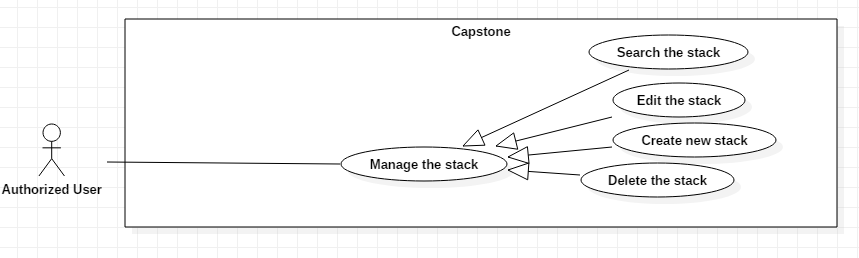 Capstone
Search the stack
Edit the stack
Create new stack
Manage the stack
Delete the stack
Authorized User